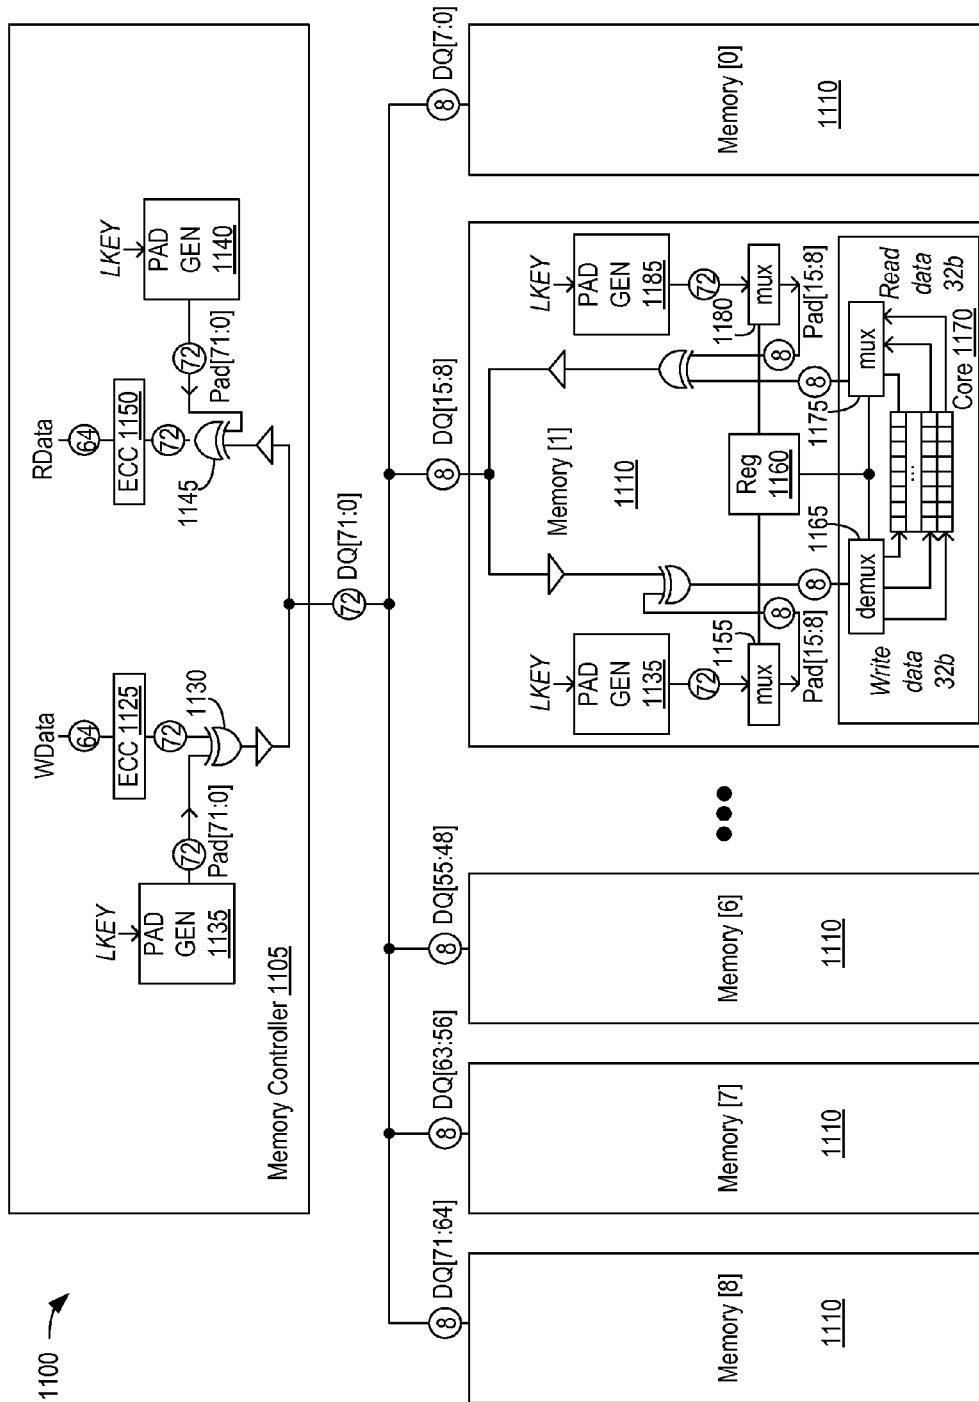 1100
WData
64
ECC 1125
72
1130
LKEY
PAD
GEN
1135
72
Pad[71:0]
RData
64
ECC 1150
72
1145
LKEY
PAD
GEN
1140
72
Pad[71:0]
Memory Controller 1105
72
DQ[71:0]
8
DQ[71:64]
8
DQ[63:56]
8
DQ[55:48]
8
DQ[15:8]
8
DQ[7:0]
Memory [8]
1110
Memory [7]
1110
Memory [6]
1110
Memory [1]
1110
LKEY
PAD
GEN
1135
72
mux
1155
8
Pad[15:8]
LKEY
PAD
GEN
1185
72
1180
mux
8
Pad[15:8]
Reg
1160
8
8
1165
demux
1175
mux
Write
data
32b
...
Read
data
32b
Core 1170
Memory [0]
1110